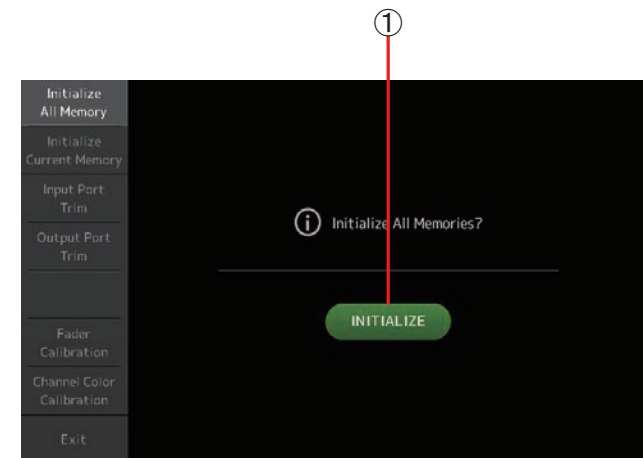 ①
Initialize
All Memory
Initialize
Current Memory
Input Port
Trim
Output Port
Trim
Fader
Calibration
Channel Color
Calibration
Exit
Initialize All Memories?
INITIALIZE